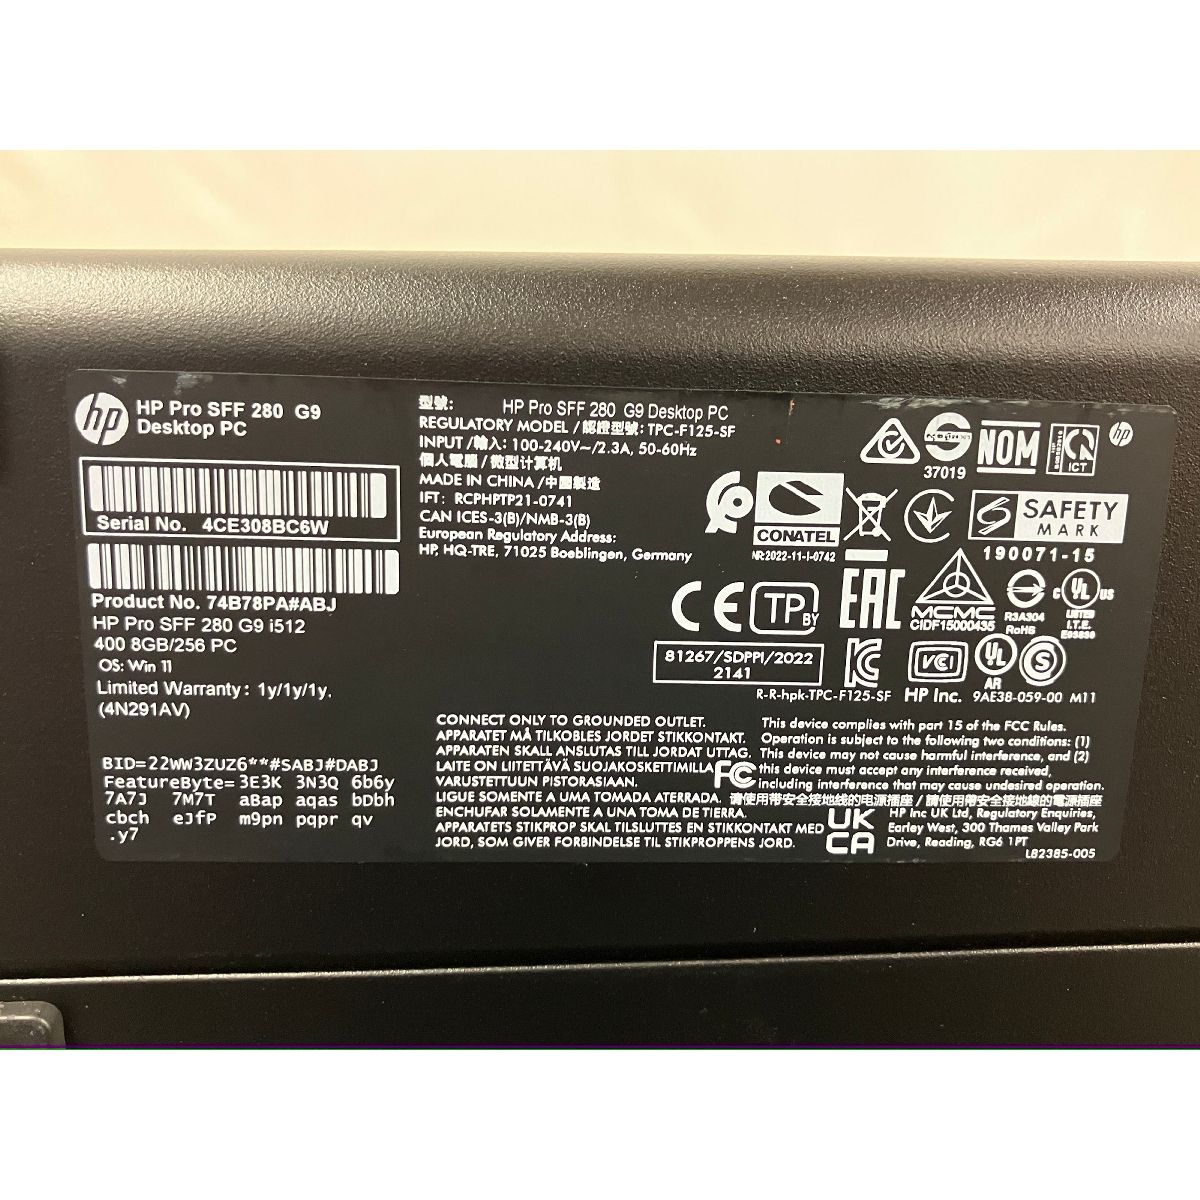 hp
HP Pro SFF 280 G9
Desktop PC
Serial No. 4CE308BC6W
Product No. 74B78PA#ABJ
HP Pro SFF 280 G9 i512
400 8GB/256 PC
OS: Win 11
Limited Warranty: 1y/1y/1y.
(4N291AV)
BID=22WW3ZUZ6**#SABJ#DABJ
FeatureByte= 3E3K 3N3Q 6b6y
7A7J 7M7T aBap aqas bDbh
cbch eJfP m9pn pqpr qv
.y7
型號: HP Pro SFF 280 G9 Desktop PC
REGULATORY MODEL /認證型號: TPC-F125-SF
INPUT /輸入: 100-240V~/2.3A, 50-60Hz
個人電腦 / 微型计算机
MADE IN CHINA /中國製造
IFT: RCPHPTP21-0741
CAN ICES-3(B)/NMB-3(B)
European Regulatory Address:
HP, HQ-TRE, 71025 Boeblingen, Germany
37019
NOM
ICT
hp
CONATEL
NR:2022-11-I-0742
SAFETY
MARK
190071-15
CE
TP
BY
EAC
MCMC
CIDF15000435
R3A304
RoHS
C UL US
LISTED
I.T.E.
E93830
81267/SDPPI/2022
2141
R-R-hpk-TPC-F125-SF
VCI
HP Inc.
UL
AR
S
9AE38-059-00 M11
CONNECT ONLY TO GROUNDED OUTLET.
APPARATET MÅ TILKOBLES JORDET STIKKONTAKT.
APPARATEN SKALL ANSLUTAS TILL JORDAT UTTAG.
LAITE ON LIITETTÄVÄ SUOJAKOSKETTIMILLA
VARUSTETTUUN PISTORASIAAN.
LIGUE SOMENTE A UMA TOMADA ATERRADA. 请使用带安全接地线的电源插座 / 請使用帶安全接地線的電源插座
ENCHUFAR SOLAMENTE A UNA TOMA DE TIERRA.
APPARATETS STIKPROP SKAL TILSLUTTES EN STIKKONTAKT MED
JORD, SOM GIVER FORBINDELSE TIL STIKPROPPENS JORD.
This device complies with part 15 of the FCC Rules.
Operation is subject to the following two conditions: (1)
This device may not cause harmful interference, and (2)
this device must accept any interference received,
including interference that may cause undesired operation.
FC
UK
CA
HP Inc UK Ltd, Regulatory Enquiries,
Earley West, 300 Thames Valley Park
Drive, Reading, RG6 1PT
L82385-005